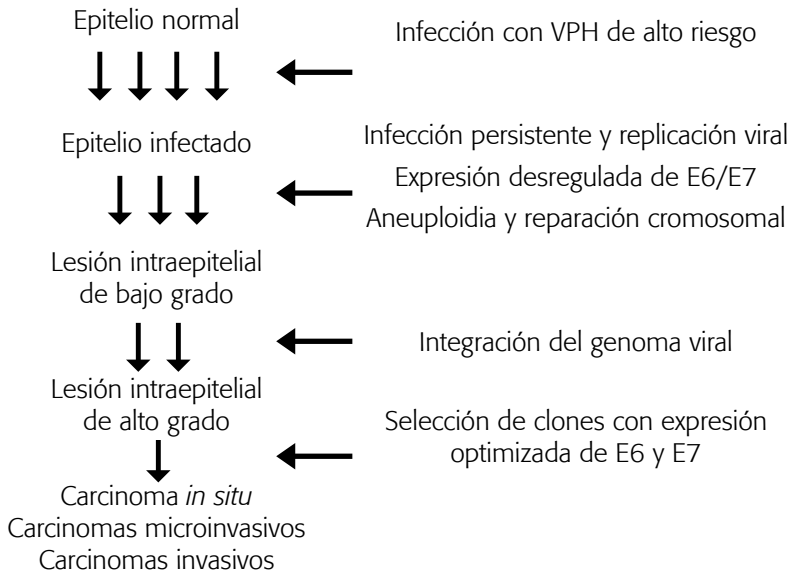 Epitelio normal
Infección con VPH de alto riesgo
Epitelio infectado
Infección persistente y replicación viral
Expresión desregulada de E6/E7
Aneuploidia y reparación cromosomal
Lesión intraepitelial
de bajo grado
Integración del genoma viral
Lesión intraepitelial
de alto grado
Selección de clones con expresión
optimizada de E6 y E7
Carcinoma in situ
Carcinomas microinvasivos
Carcinomas invasivos